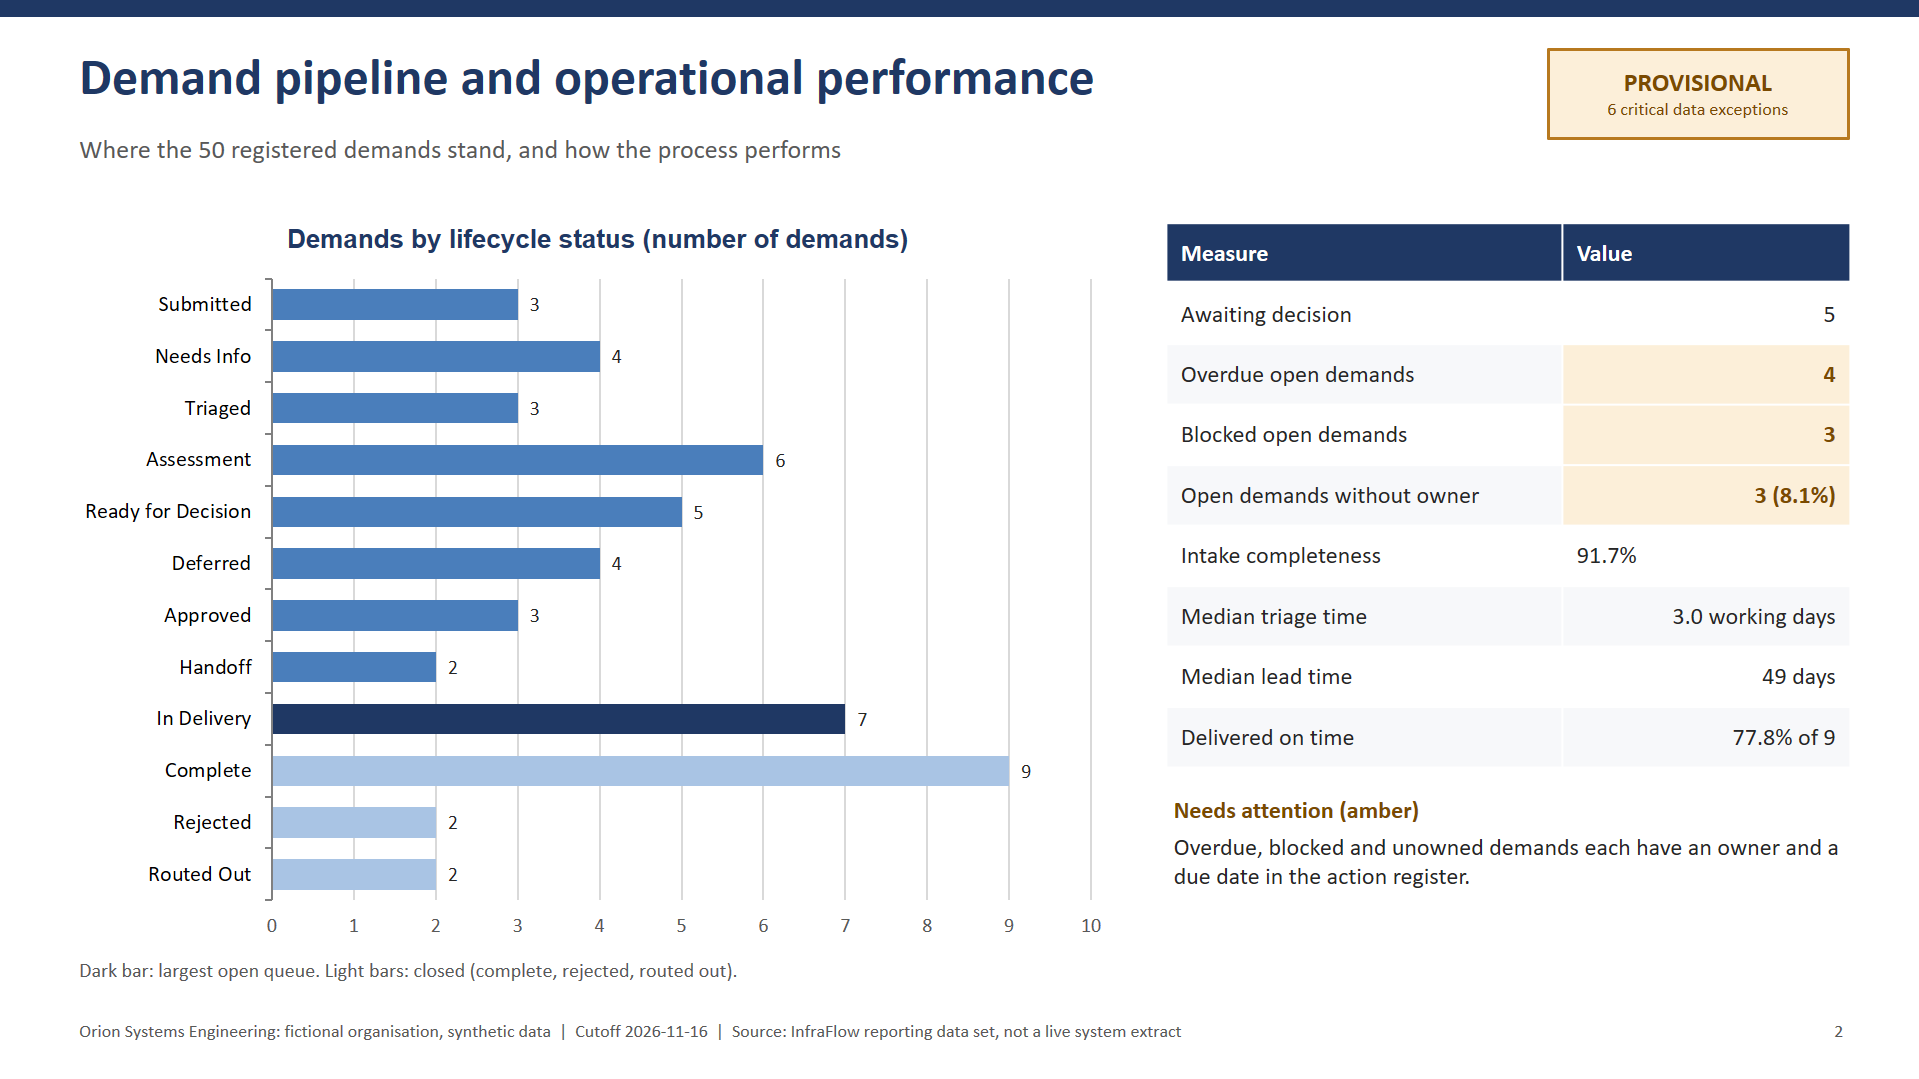 Demand pipeline and operational performance
PROVISIONAL
6 critical data exceptions
Where the 50 registered demands stand, and how the process performs
Demands by lifecycle status (number of demands)
Submitted 3
Needs Info 4
Triaged 3
Assessment 6
Ready for Decision 5
Deferred 4
Approved 3
Handoff 2
In Delivery 7
Complete 9
Rejected 2
Routed Out 2
0 1 2 3 4 5 6 7 8 9 10
Dark bar: largest open queue. Light bars: closed (complete, rejected, routed out).
Measure Value
Awaiting decision 5
Overdue open demands 4
Blocked open demands 3
Open demands without owner 3 (8.1%)
Intake completeness 91.7%
Median triage time 3.0 working days
Median lead time 49 days
Delivered on time 77.8% of 9
Needs attention (amber)
Overdue, blocked and unowned demands each have an owner and a
due date in the action register.
Orion Systems Engineering: fictional organisation, synthetic data | Cutoff 2026-11-16 | Source: InfraFlow reporting data set, not a live system extract
2